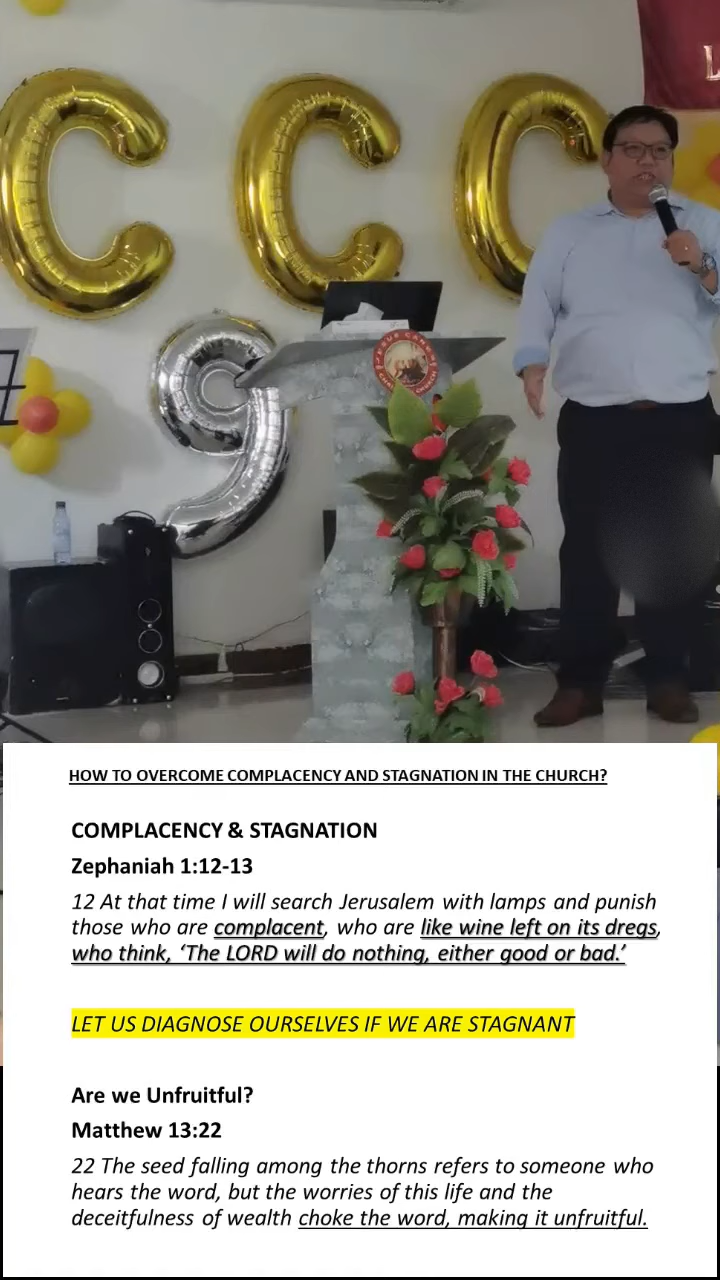 L
C C C
9
HOW TO OVERCOME COMPLACENCY AND STAGNATION IN THE CHURCH?
COMPLACENCY & STAGNATION
Zephaniah 1:12-13
12 At that time I will search Jerusalem with lamps and punish
those who are complacent, who are like wine left on its dregs,
who think, ‘The LORD will do nothing, either good or bad.’
LET US DIAGNOSE OURSELVES IF WE ARE STAGNANT
Are we Unfruitful?
Matthew 13:22
22 The seed falling among the thorns refers to someone who
hears the word, but the worries of this life and the
deceitfulness of wealth choke the word, making it unfruitful.